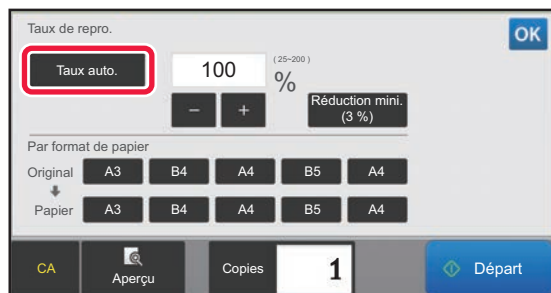 Taux de repro.
OK
Taux auto.
100
(25~200)
%
－
＋
Réduction mini.
(3 %)
Par format de papier
Original A3 B4 A4 B5 A4
Papier A3 B4 A4 B5 A4
CA
Aperçu
Copies
1
Départ